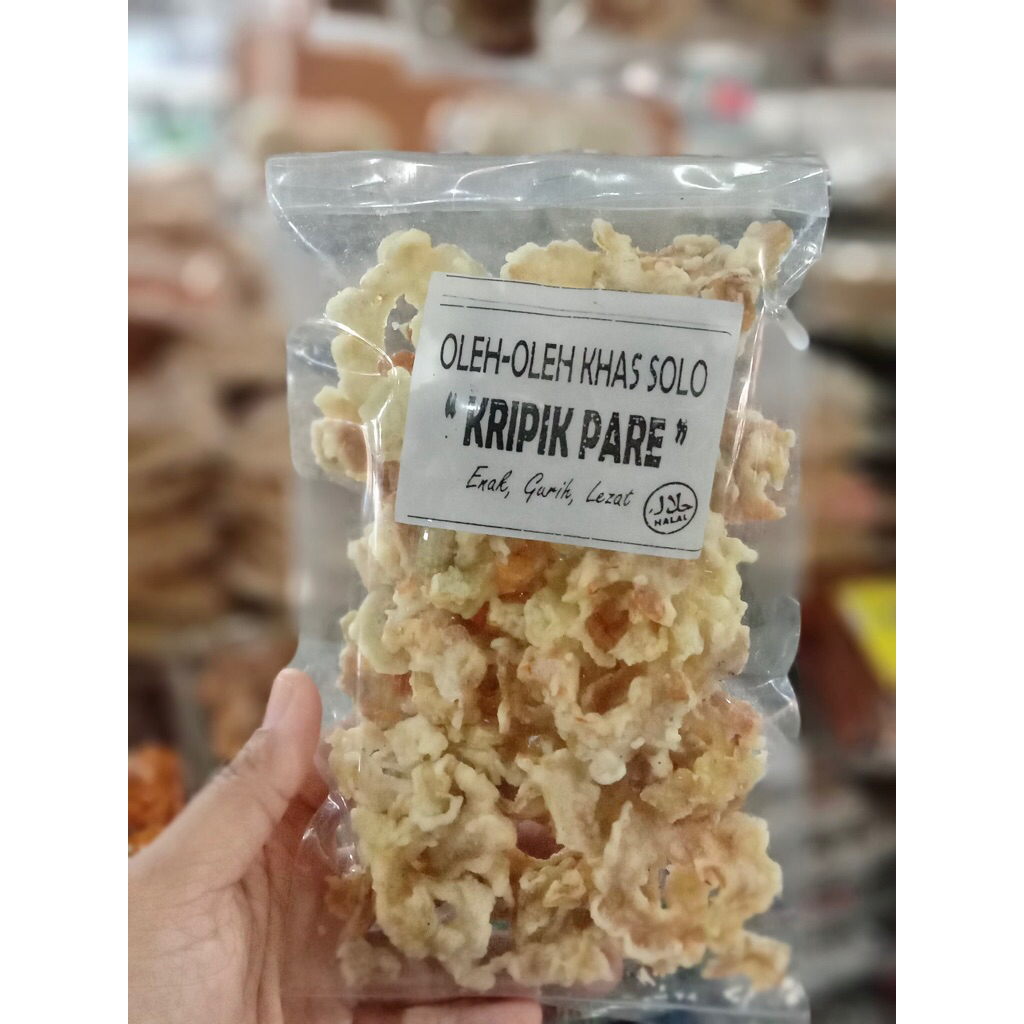 OLEH-OLEH KHAS SOLO
“ KRIPIK PARE ”
Enak, Gurih, Lezat
حلال
HALAL